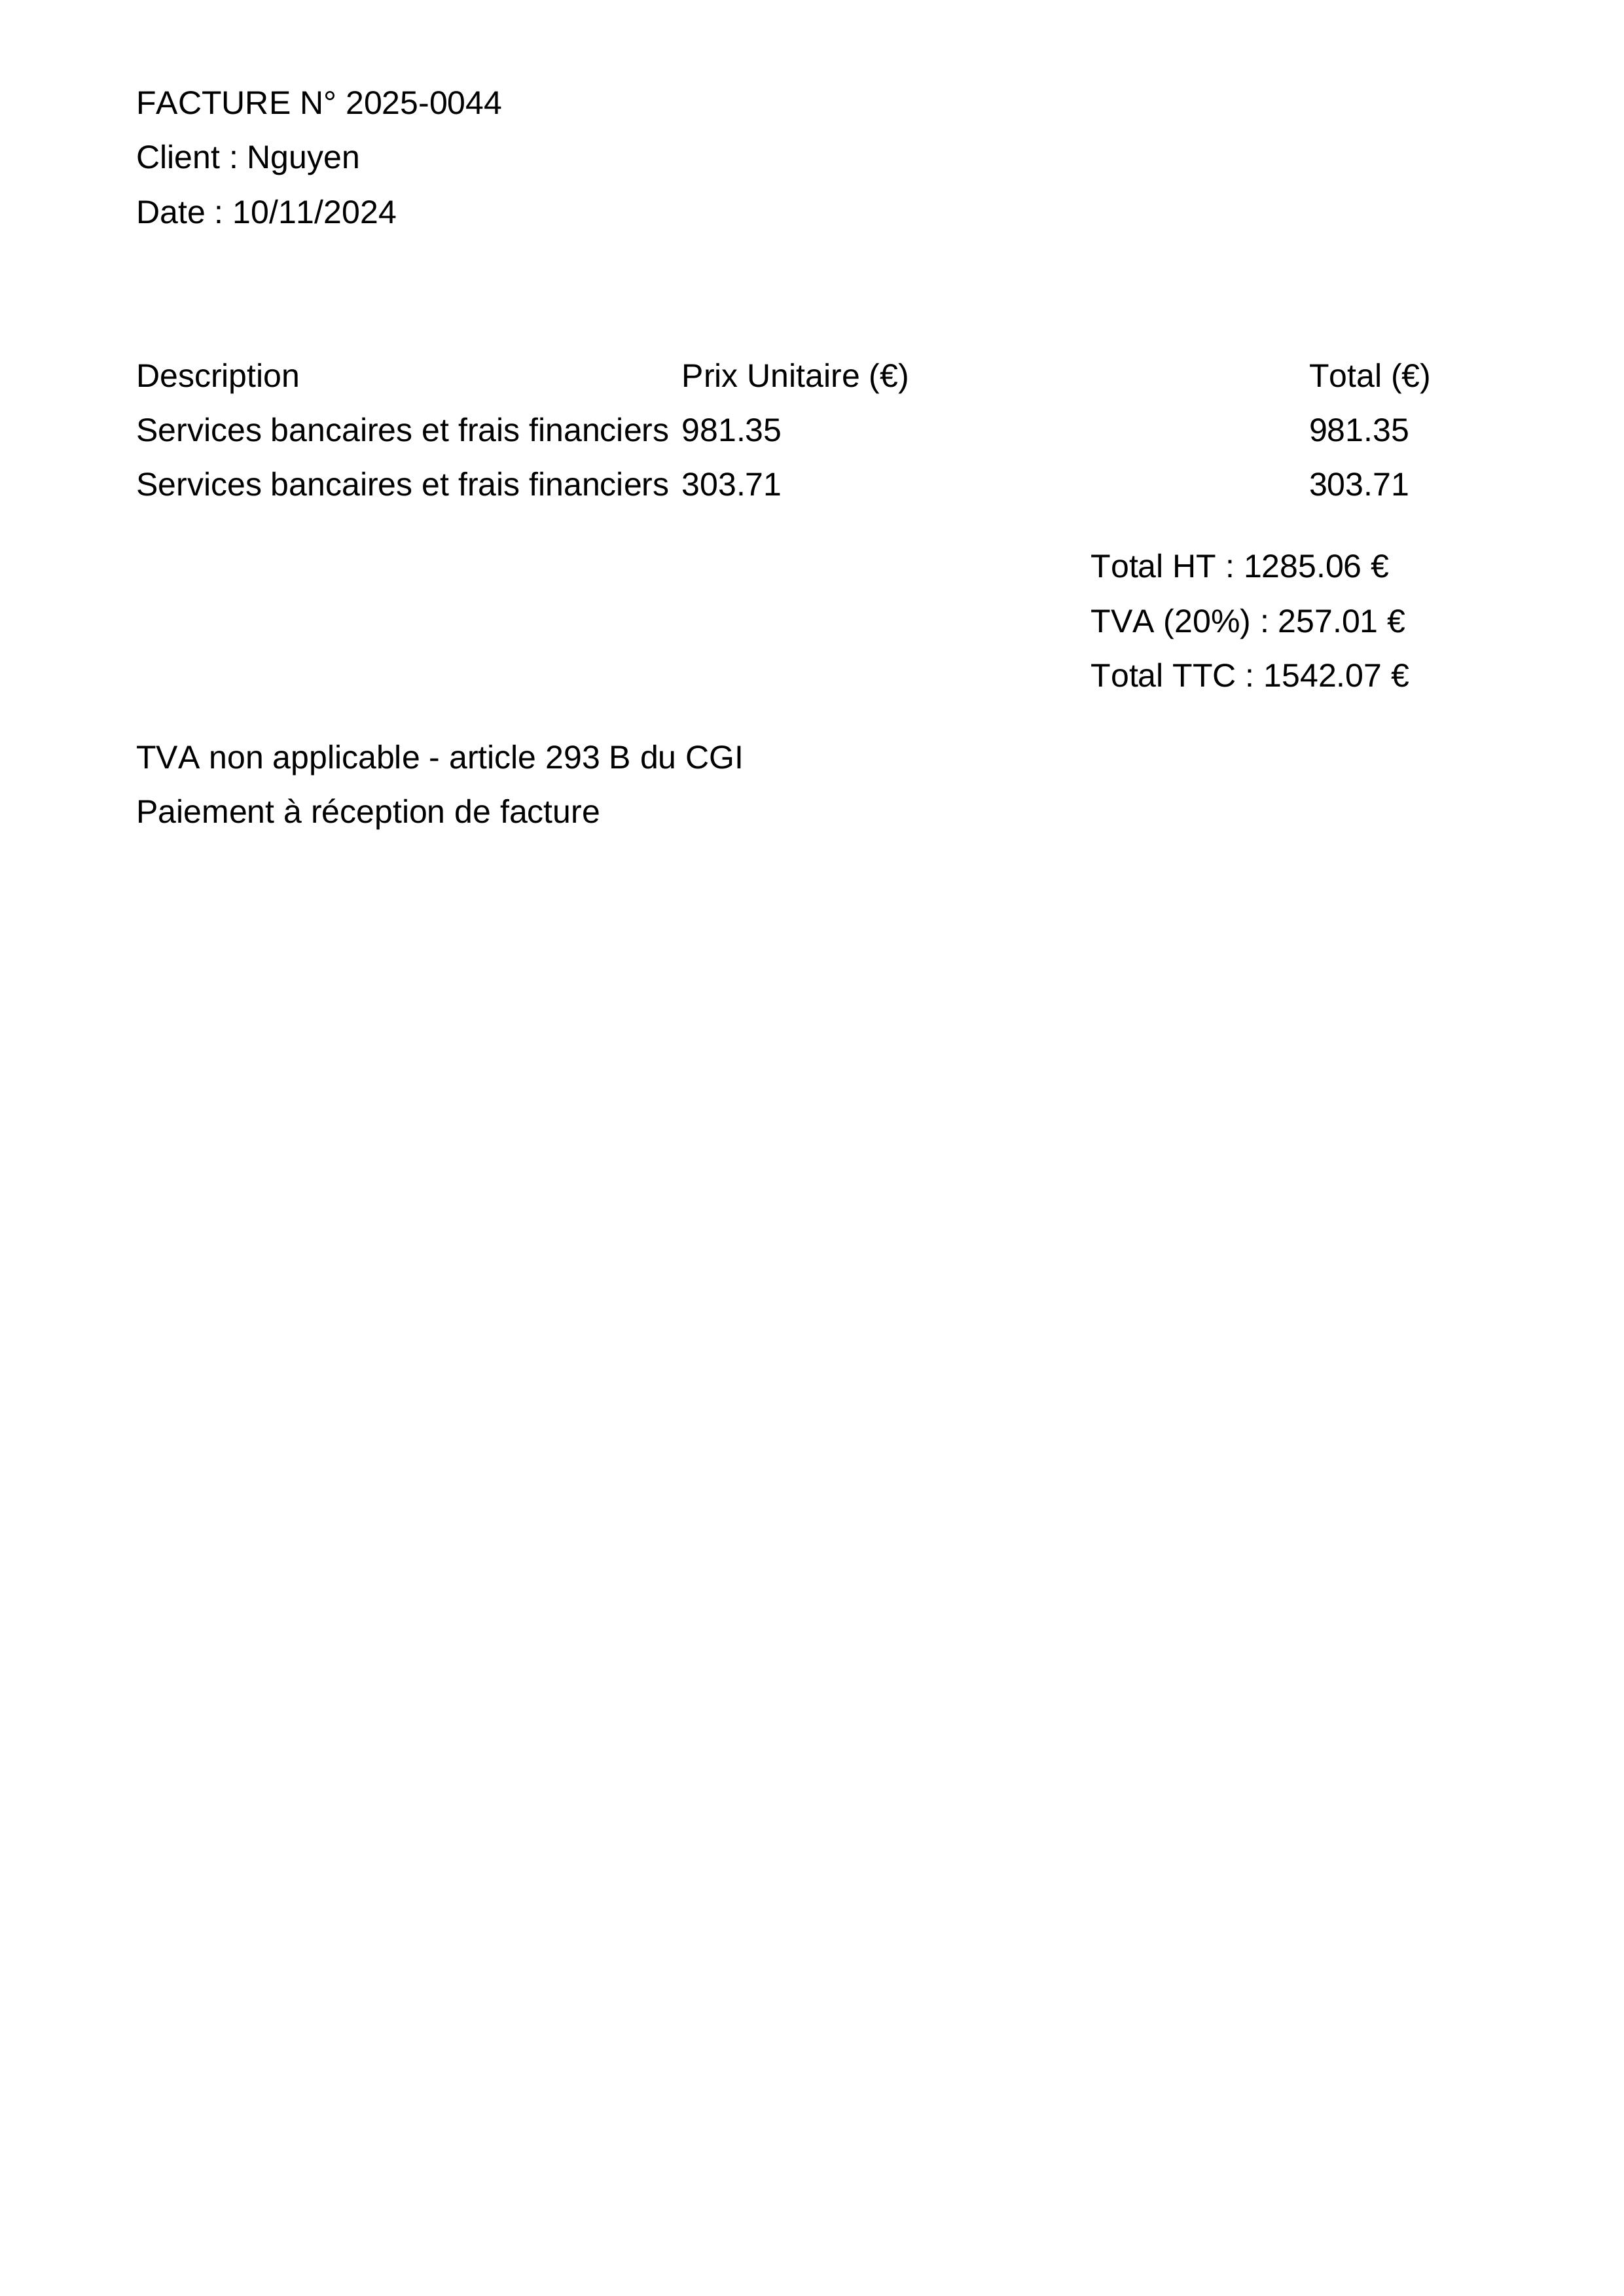 FACTURE N° 2025-0044
Client : Nguyen
Date : 10/11/2024
Description Prix Unitaire (€) Total (€)
Services bancaires et frais financiers 981.35 981.35
Services bancaires et frais financiers 303.71 303.71
Total HT : 1285.06 €
TVA (20%) : 257.01 €
Total TTC : 1542.07 €
TVA non applicable - article 293 B du CGI
Paiement à réception de facture